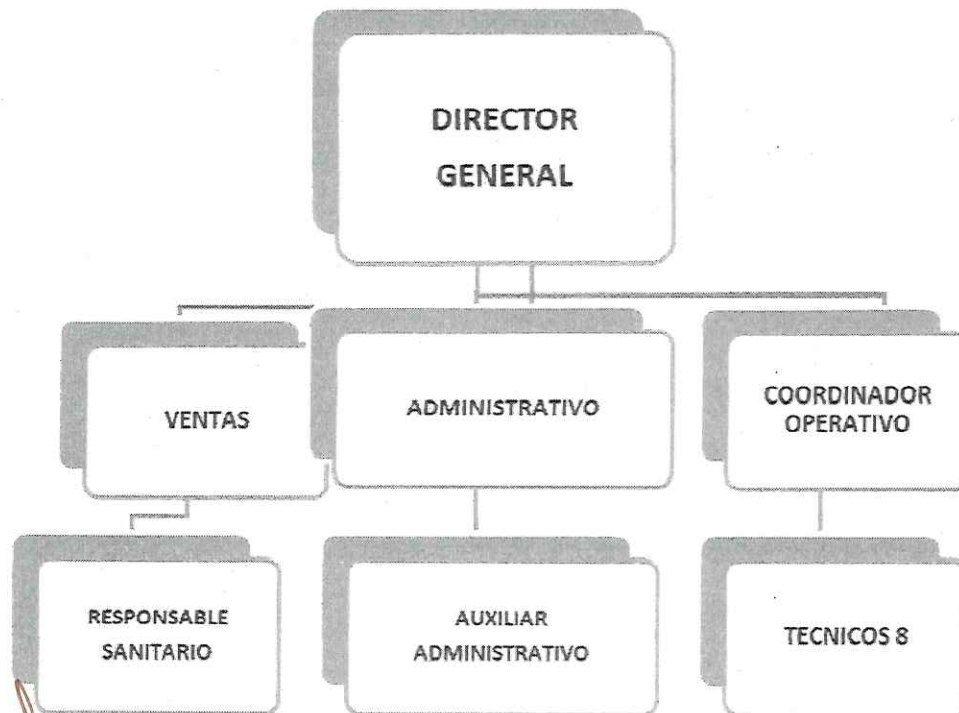 DIRECTOR
GENERAL
VENTAS
ADMINISTRATIVO
COORDINADOR
OPERATIVO
RESPONSABLE
SANITARIO
AUXILIAR
ADMINISTRATIVO
TECNICOS 8